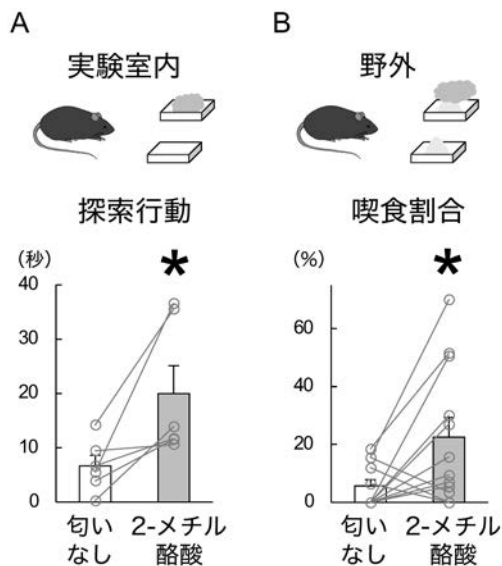 A
実験室内
探索行動
（秒）
*
40
30
20
10
0
匂い
なし
2-メチル
酪酸
B
野外
喫食割合
(%)
*
60
40
20
0
匂い
なし
2-メチル
酪酸